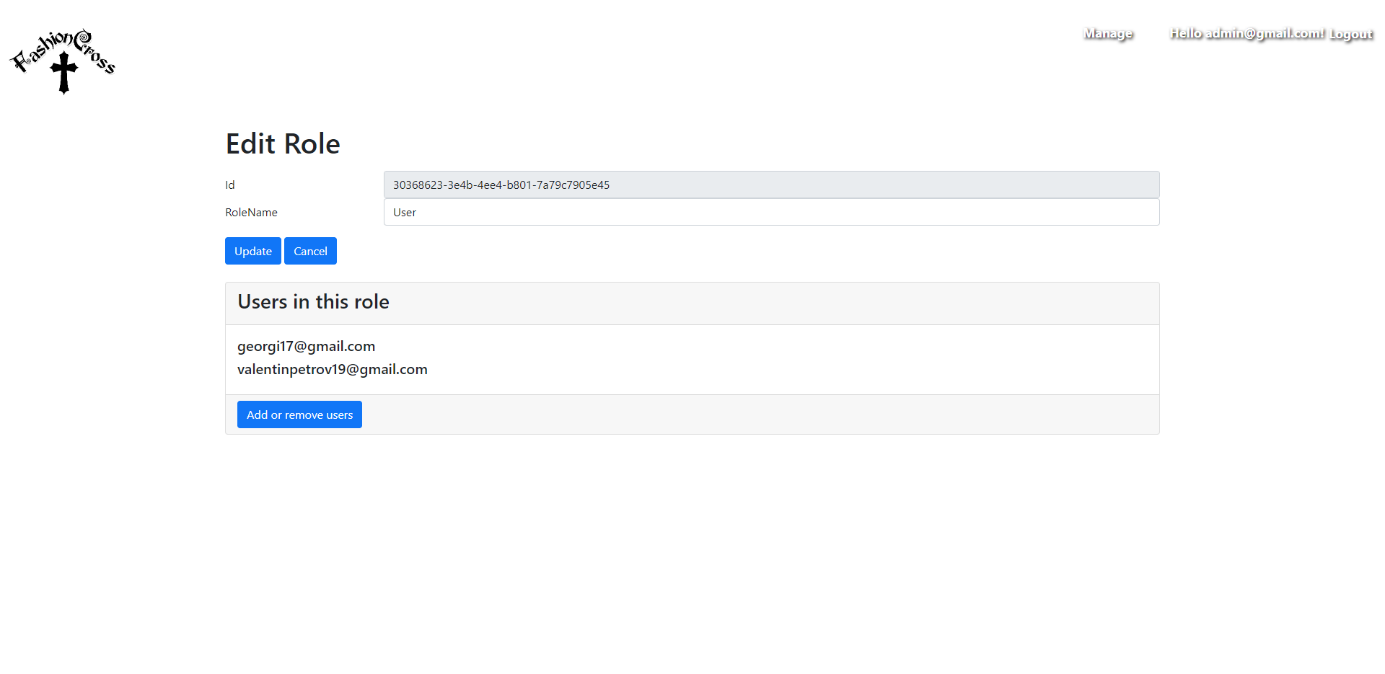 FashionCross
Manage Hello admin@gmail.com! Logout
Edit Role
Id 30368623-3e4b-4ee4-b801-7a79c7905e45
RoleName User
Update Cancel
Users in this role
georgi17@gmail.com
valentinpetrov19@gmail.com
Add or remove users